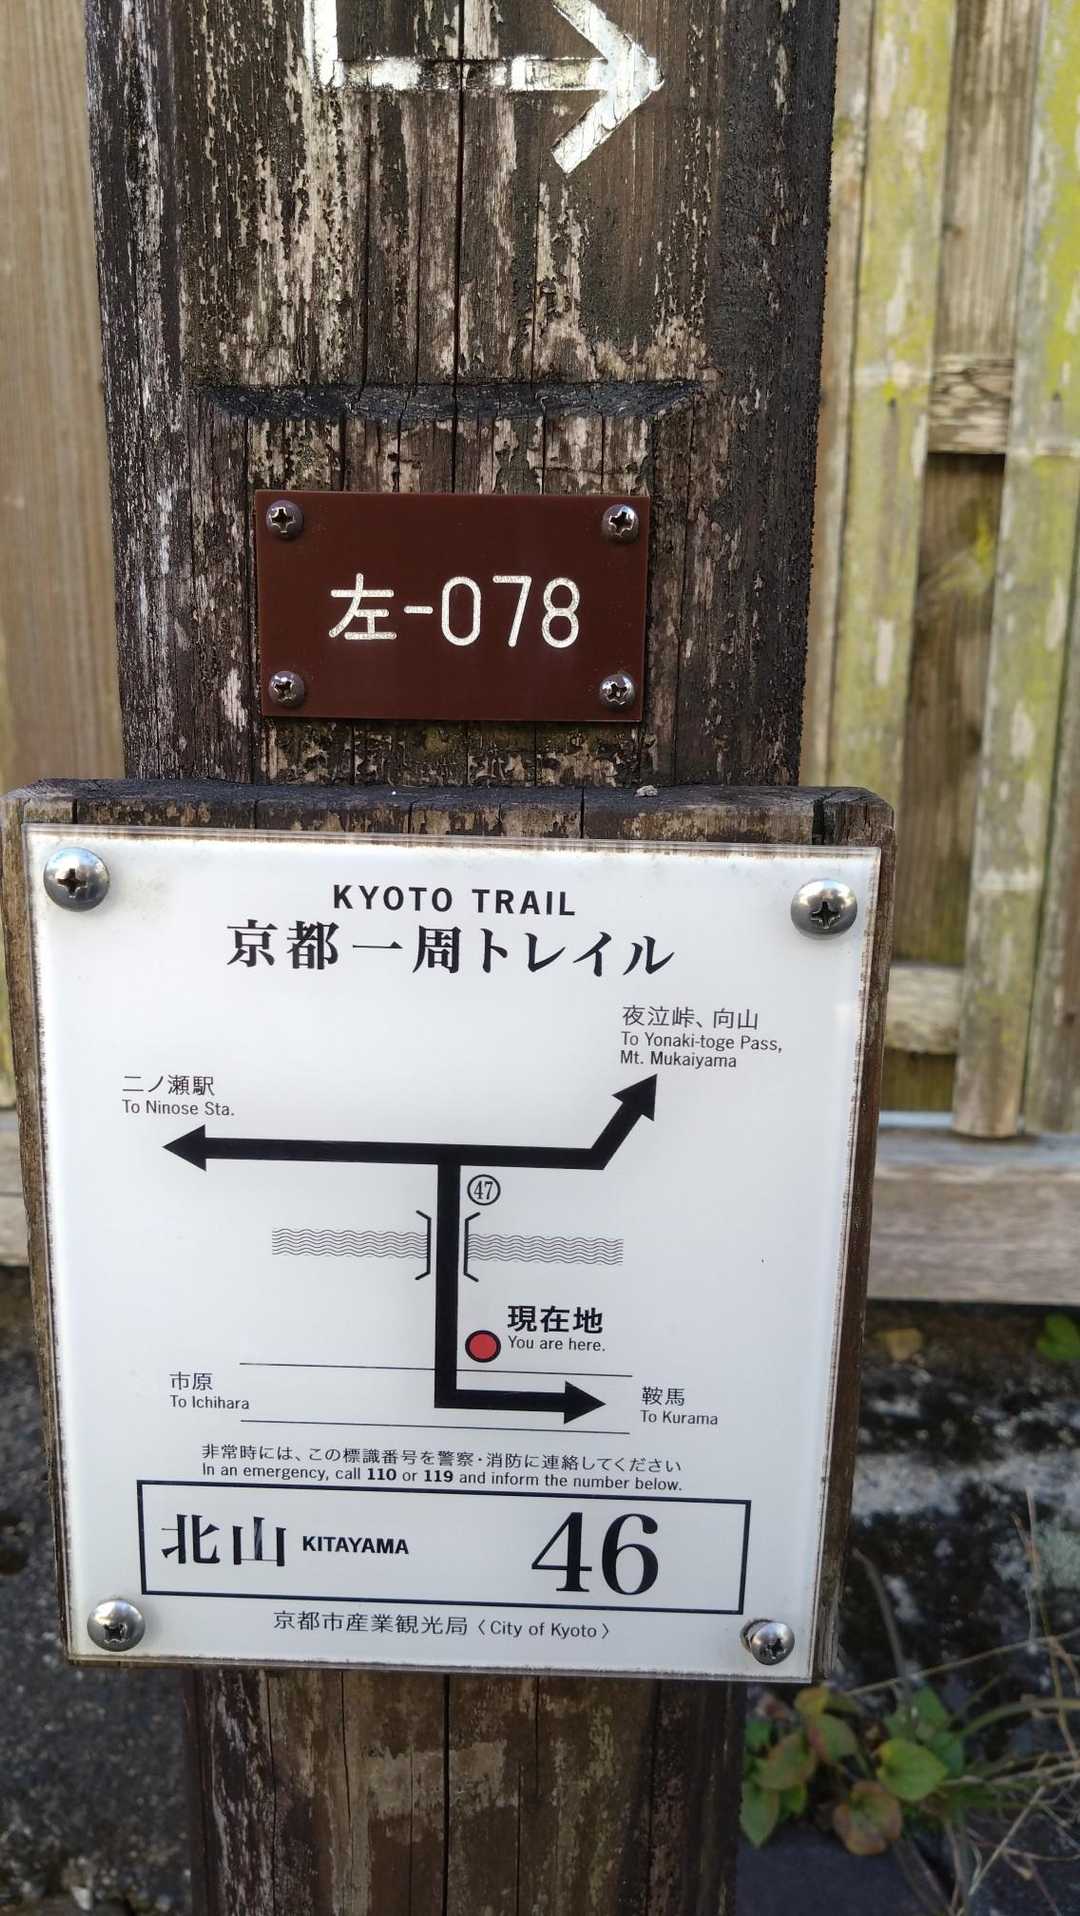 左-078
KYOTO TRAIL
京都一周トレイル
夜泣峠、向山
To Yonaki-toge Pass,
Mt. Mukaiyama
二ノ瀬駅
To Ninose Sta.
47
現在地
You are here.
市原
To Ichihara
鞍馬
To Kurama
非常時には、この標識番号を警察・消防に連絡してください
In an emergency, call 110 or 119 and inform the number below.
北山 KITAYAMA 46
京都市産業観光局〈City of Kyoto〉